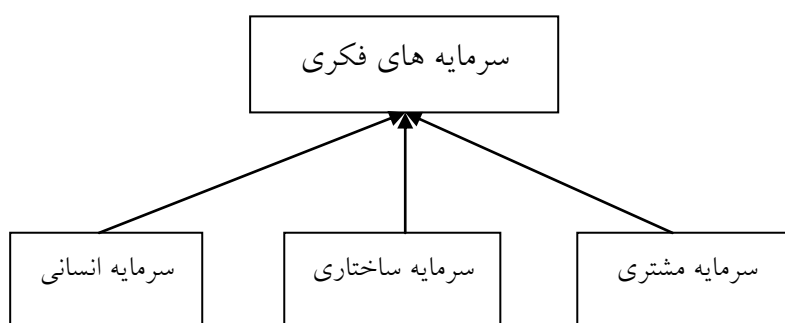 سرمایه های فکری
سرمایه مشتری
سرمایه ساختاری
سرمایه انسانی